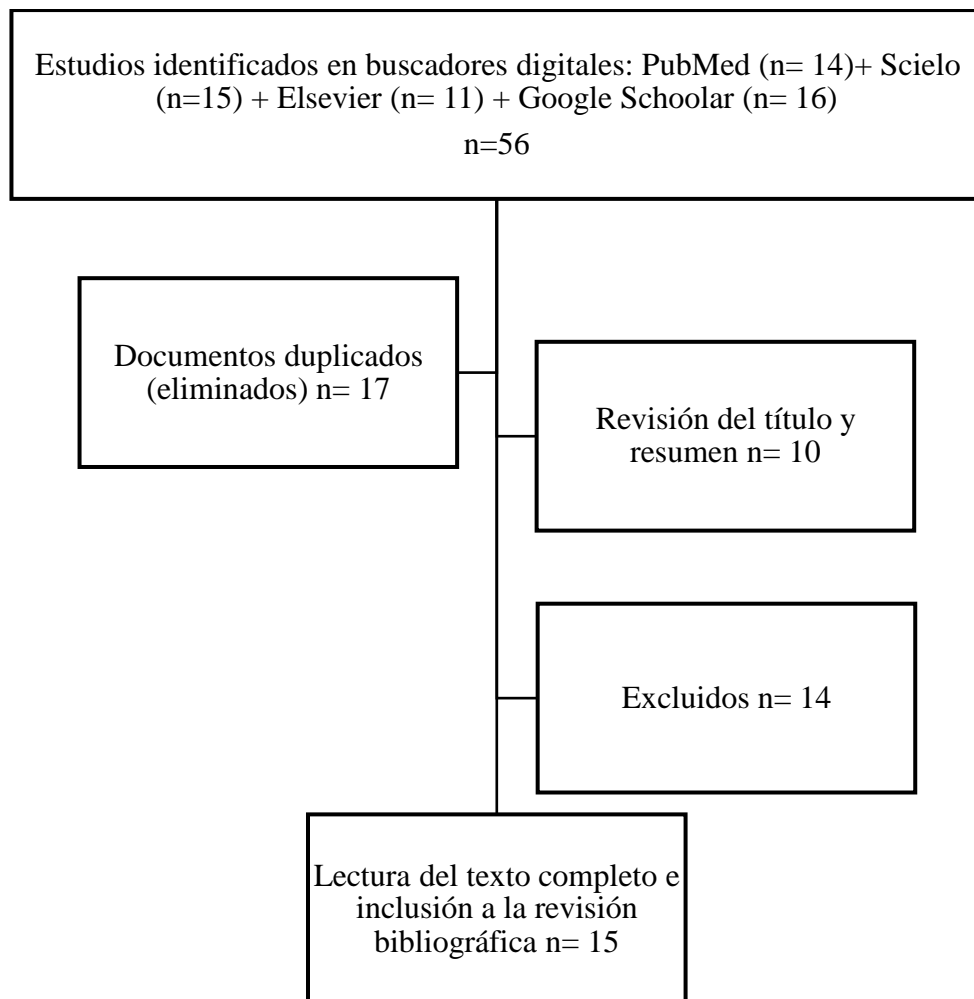 Estudios identificados en buscadores digitales: PubMed (n= 14)+ Scielo
(n=15) + Elsevier (n= 11) + Google Schoolar (n= 16)
n=56
Documentos duplicados
(eliminados) n= 17
Revisión del título y
resumen n= 10
Excluidos n= 14
Lectura del texto completo e
inclusión a la revisión
bibliográfica n= 15